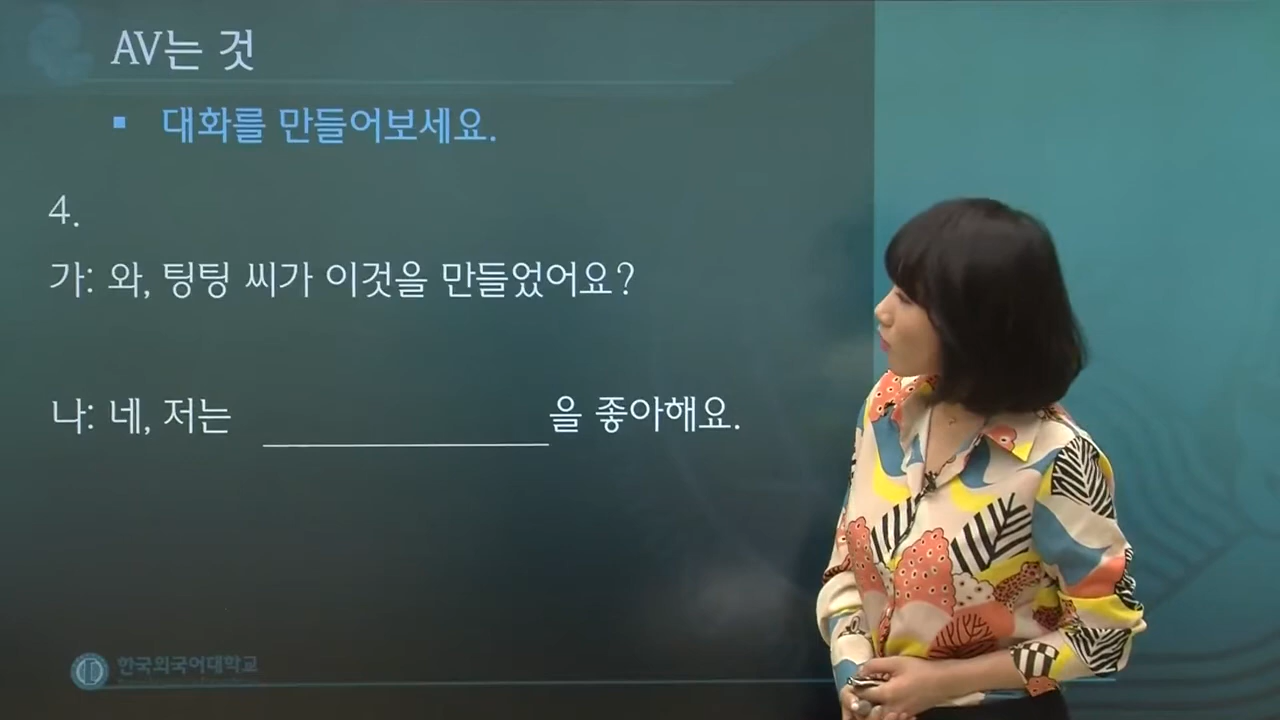 AV는 것
▪ 대화를 만들어보세요.
4.
가: 와, 팅팅 씨가 이것을 만들었어요?
나: 네, 저는 ____________을 좋아해요.
한국외국어대학교